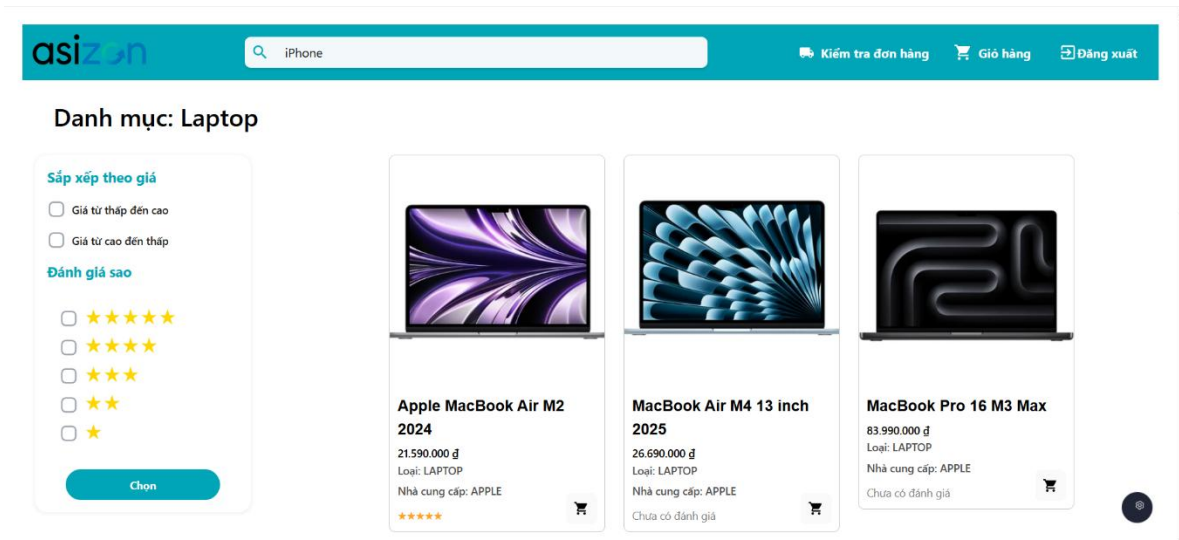 asizon
iPhone
Kiểm tra đơn hàng
Giỏ hàng
Đăng xuất
Danh mục: Laptop
Sắp xếp theo giá
Giá từ thấp đến cao
Giá từ cao đến thấp
Đánh giá sao
Chọn
Apple MacBook Air M2
2024
21.590.000 ₫
Loại: LAPTOP
Nhà cung cấp: APPLE
MacBook Air M4 13 inch
2025
26.690.000 ₫
Loại: LAPTOP
Nhà cung cấp: APPLE
Chưa có đánh giá
MacBook Pro 16 M3 Max
83.990.000 ₫
Loại: LAPTOP
Nhà cung cấp: APPLE
Chưa có đánh giá